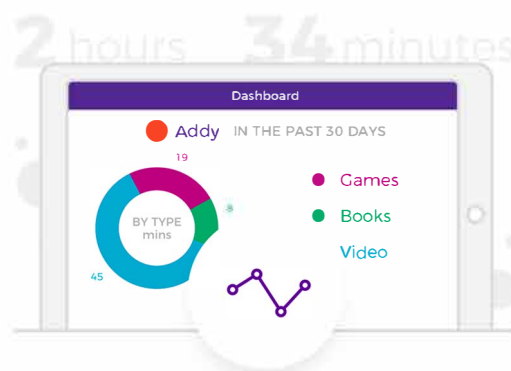 2 hours 34 minutes
Dashboard
Addy IN THE PAST 30 DAYS
19
Games
8
Books
BY TYPE
mins
Video
45